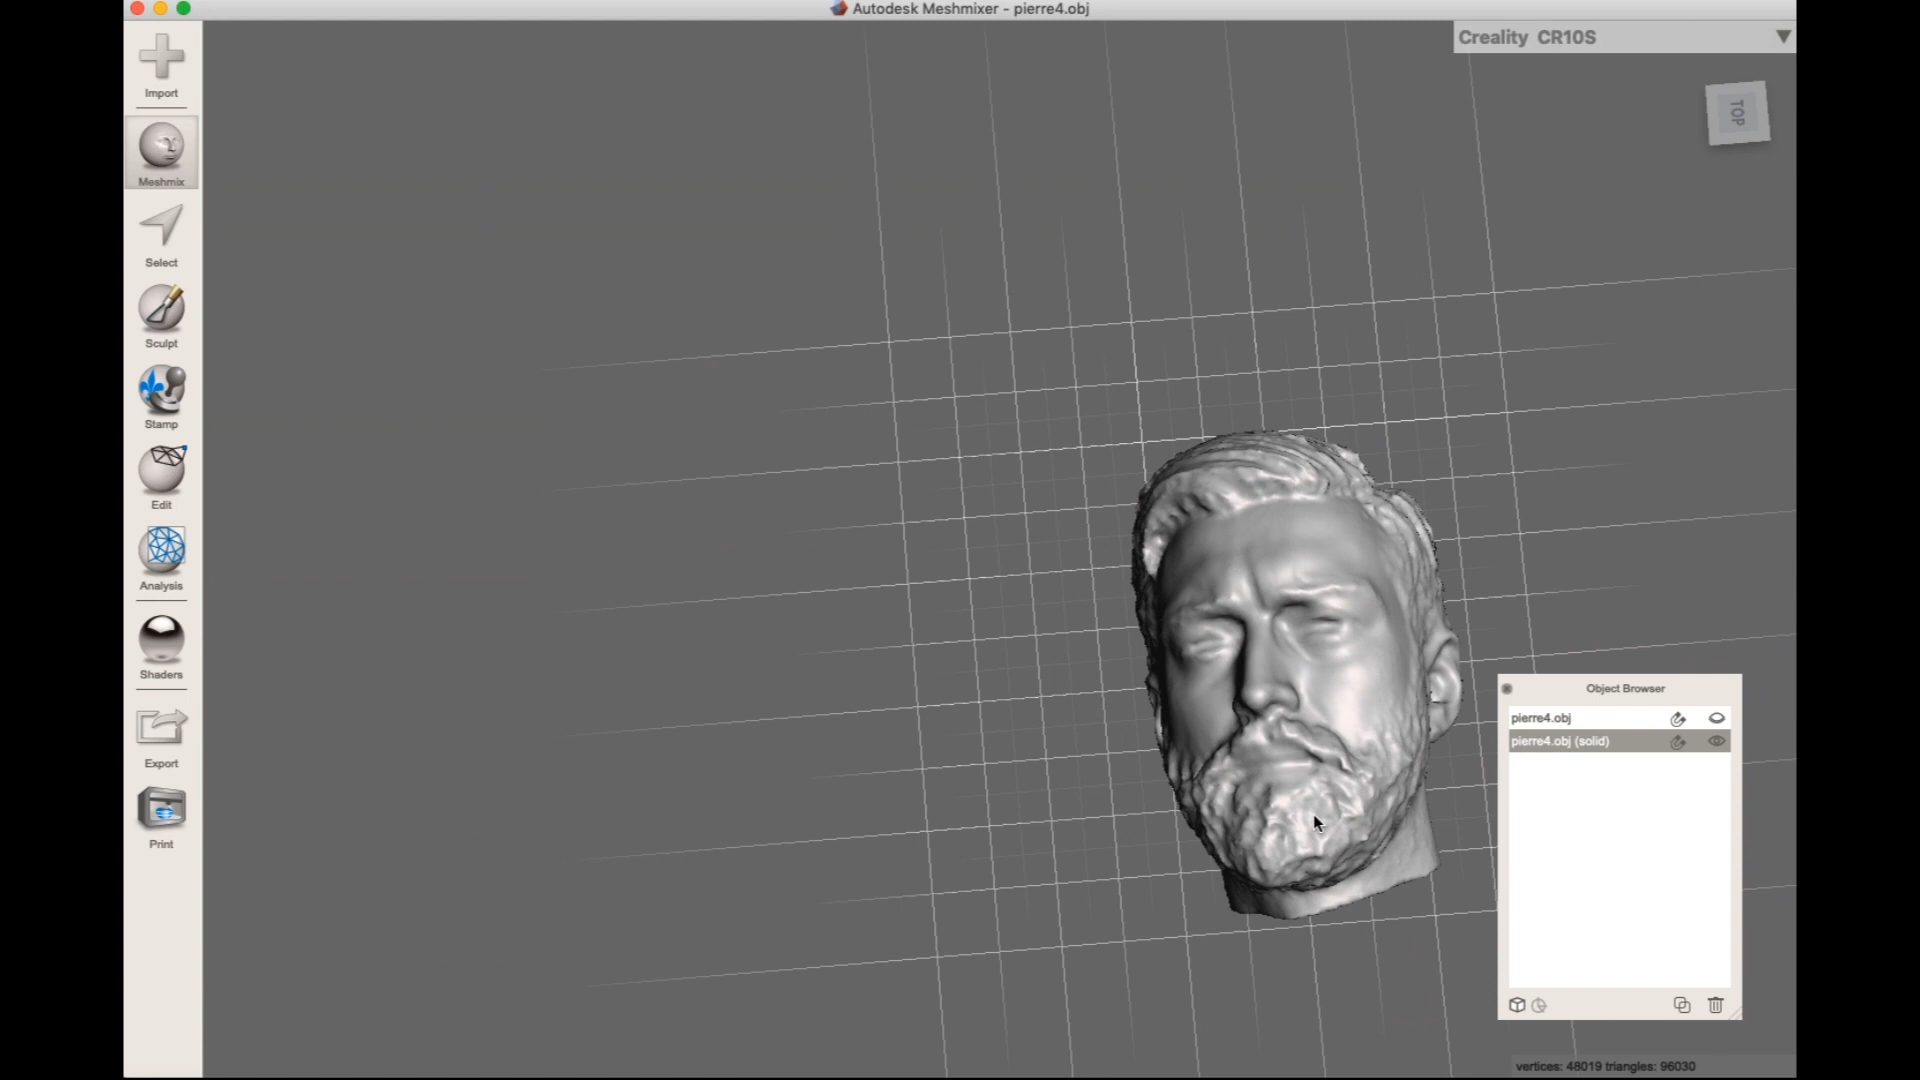 Autodesk Meshmixer - pierre4.obj
Creality CR10S
TOP
Import
Meshmix
Select
Sculpt
Stamp
Edit
Analysis
Shaders
Export
Print
Object Browser
pierre4.obj
pierre4.obj (solid)
vertices: 48019 triangles: 96030